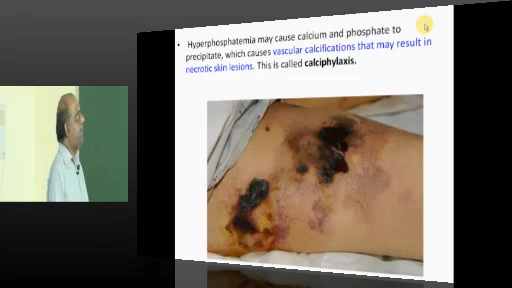 • Hyperphosphatemia may cause calcium and phosphate to
precipitate, which causes vascular calcifications that may result in
necrotic skin lesions. This is called calciphylaxis.